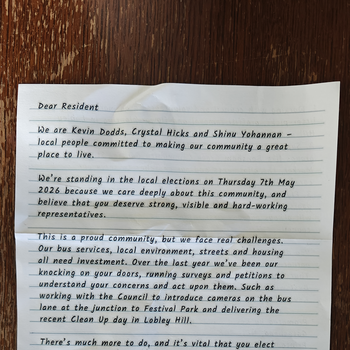 Dear Resident
We are Kevin Dodds, Crystal Hicks and Shinu Yohannan –
local people committed to making our community a great
place to live.
We're standing in the local elections on Thursday 7th May
2026 because we care deeply about this community, and
believe that you deserve strong, visible and hard-working
representatives.
This is a proud community, but we face real challenges.
Our bus services, local environment, streets and housing
all need investment. Over the last year we've been our
knocking on your doors, running surveys and petitions to
understand your concerns and act upon them. Such as
working with the Council to introduce cameras on the bus
lane at the junction to Festival Park and delivering the
recent Clean Up day in Lobley Hill.
There's much more to do, and it's vital that you elect